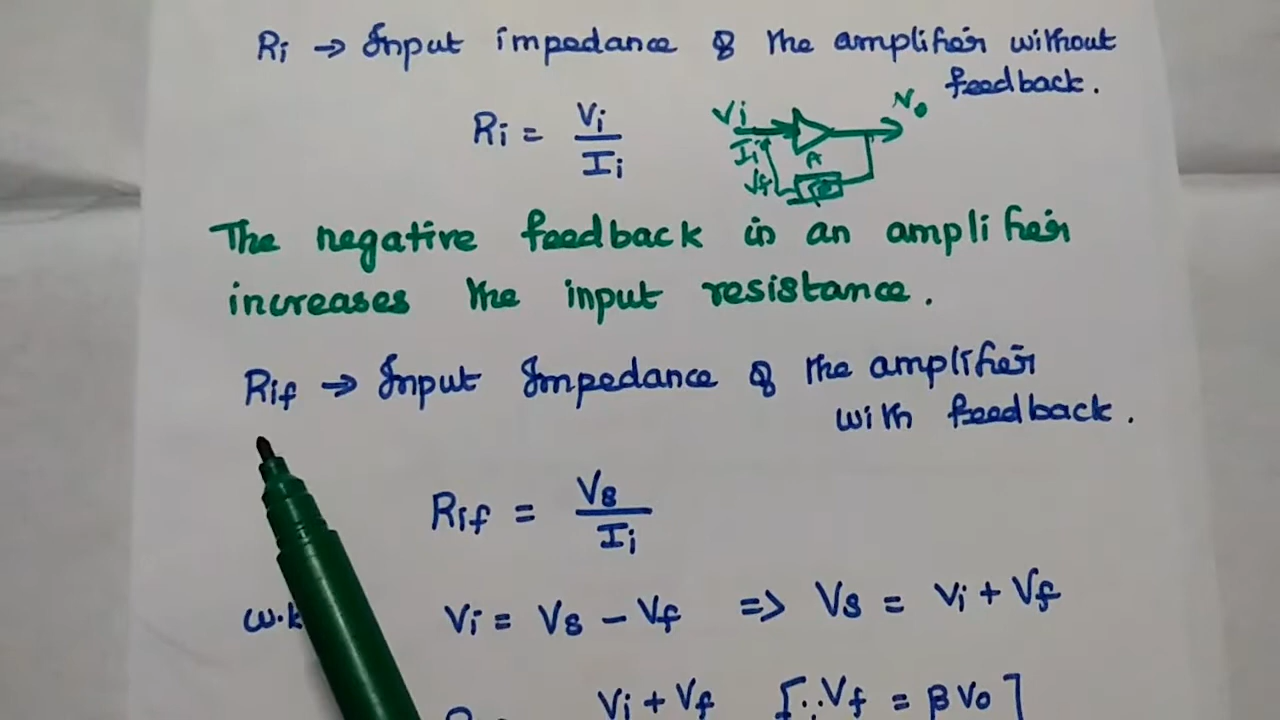 Ri → Input impedance of the amplifier without
feedback.
Ri = Vi / Ii
Vi
Ii
Vf
A
Vo
The negative feedback in an amplifier
increases the input resistance.
Rif → Input Impedance of the amplifier
with feedback.
Rif = Vs / Ii
w.k
Vi = Vs - Vf => Vs = Vi + Vf
Vi + Vf [∵ Vf = βVo]